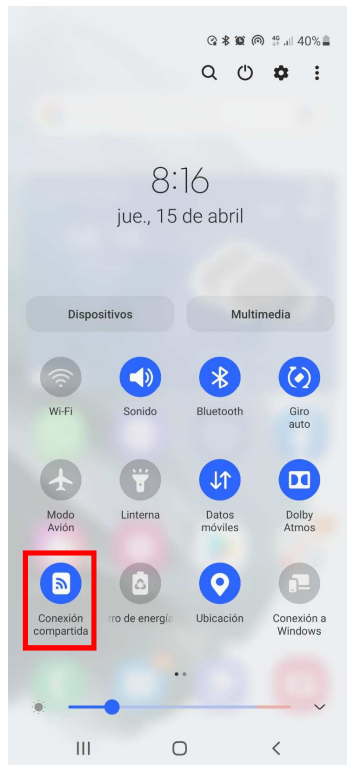 4G 40%
8:16
jue., 15 de abril
Dispositivos Multimedia
Wi-Fi Sonido Bluetooth Giro
auto
Modo Linterna Datos Dolby
Avión móviles Atmos
Conexión rro de energía Ubicación Conexión a
compartida Windows